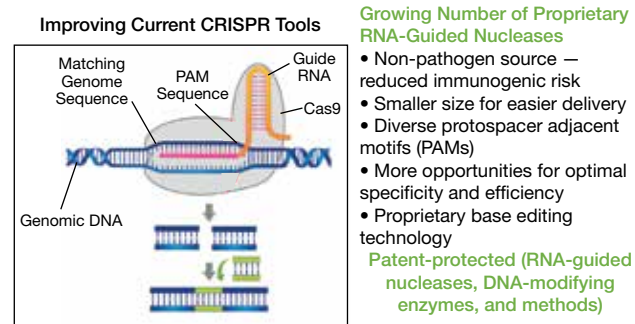 Improving Current CRISPR Tools
Matching
Genome
Sequence
PAM
Sequence
Guide
RNA
Cas9
Genomic DNA
Growing Number of Proprietary
RNA-Guided Nucleases
• Non-pathogen source —
reduced immunogenic risk
• Smaller size for easier delivery
• Diverse protospacer adjacent
motifs (PAMs)
• More opportunities for optimal
specificity and efficiency
• Proprietary base editing
technology
Patent-protected (RNA-guided
nucleases, DNA-modifying
enzymes, and methods)